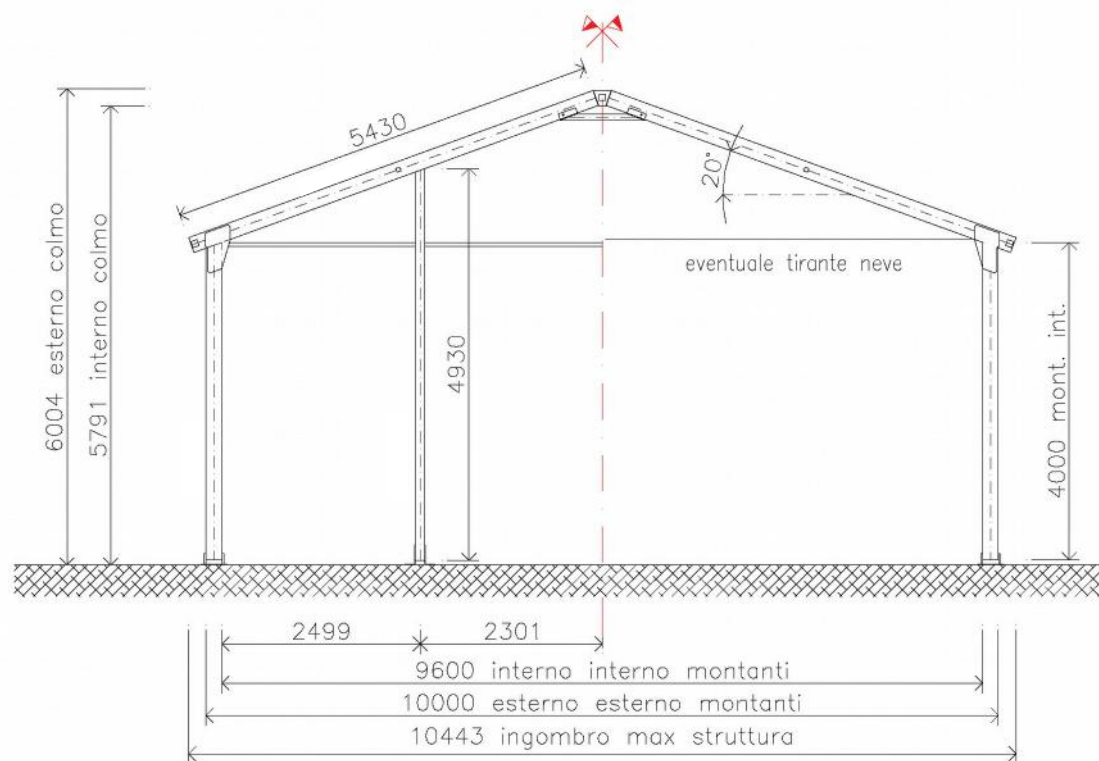 5430
20°
6004 esterno colmo
5791 interno colmo
eventuale tirante neve
4930
4000 mont. int.
2499
2301
9600 interno interno montanti
10000 esterno esterno montanti
10443 ingombro max struttura